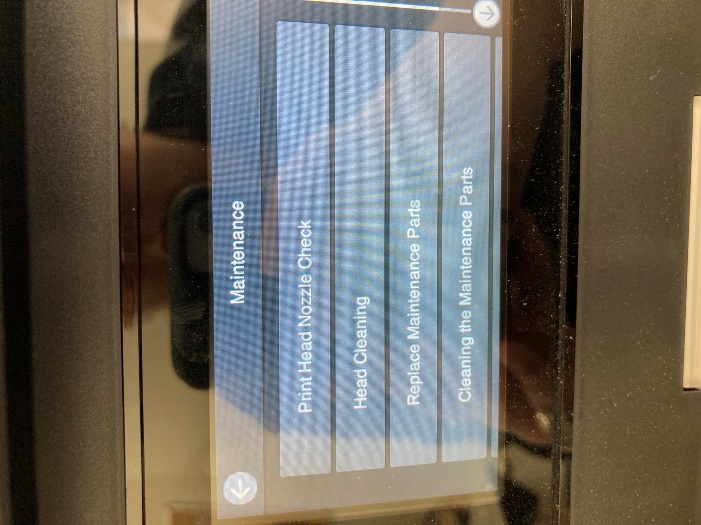 Maintenance
Print Head Nozzle Check
Head Cleaning
Replace Maintenance Parts
Cleaning the Maintenance Parts